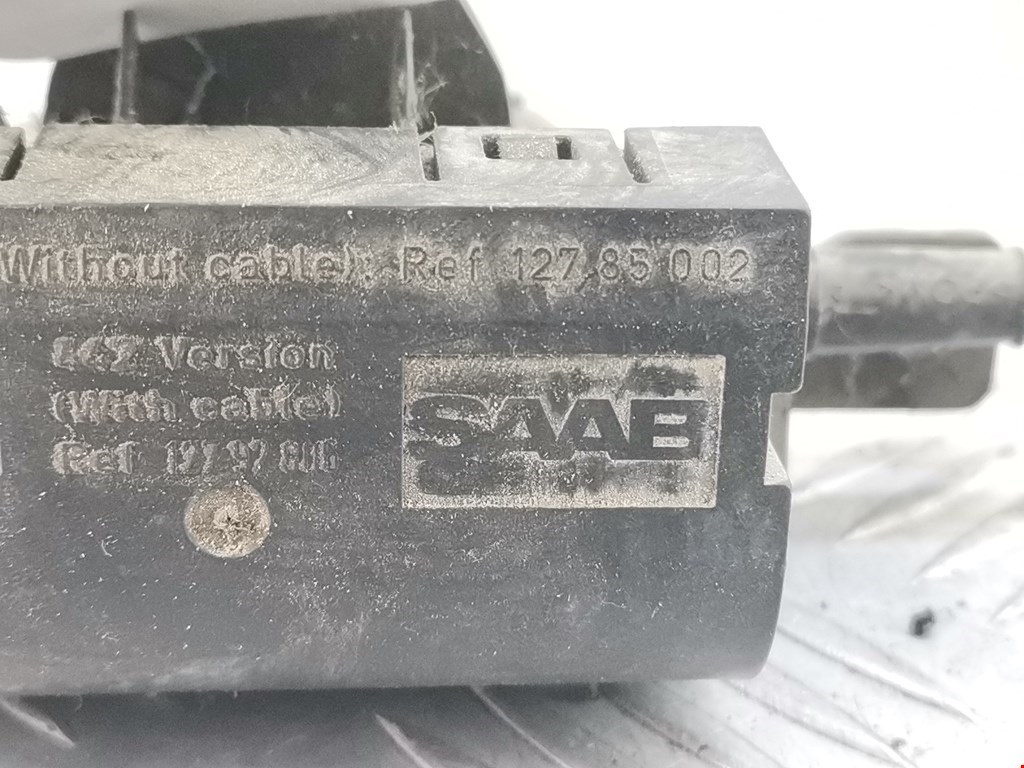 Without cable): Ref 127 85 002
Version
(With cable)
Ref 127 97
SAAB